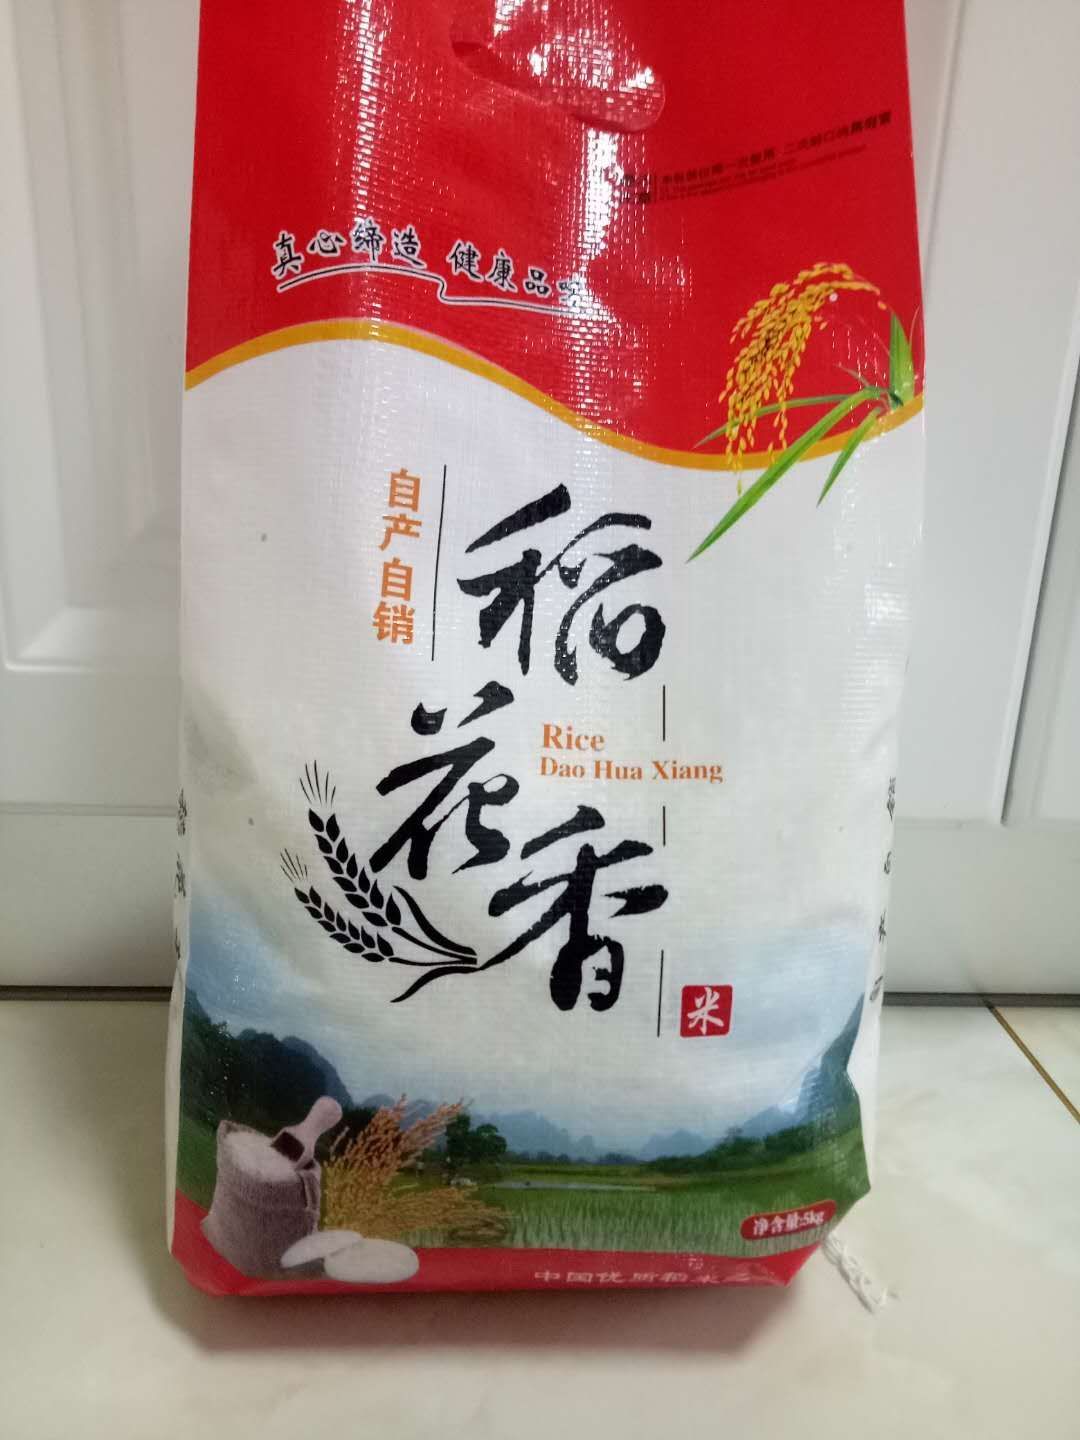 真心缔造 健康品味
自产自销
稻花香
Rice
Dao Hua Xiang
米
净含量:5kg
中国优质稻米之